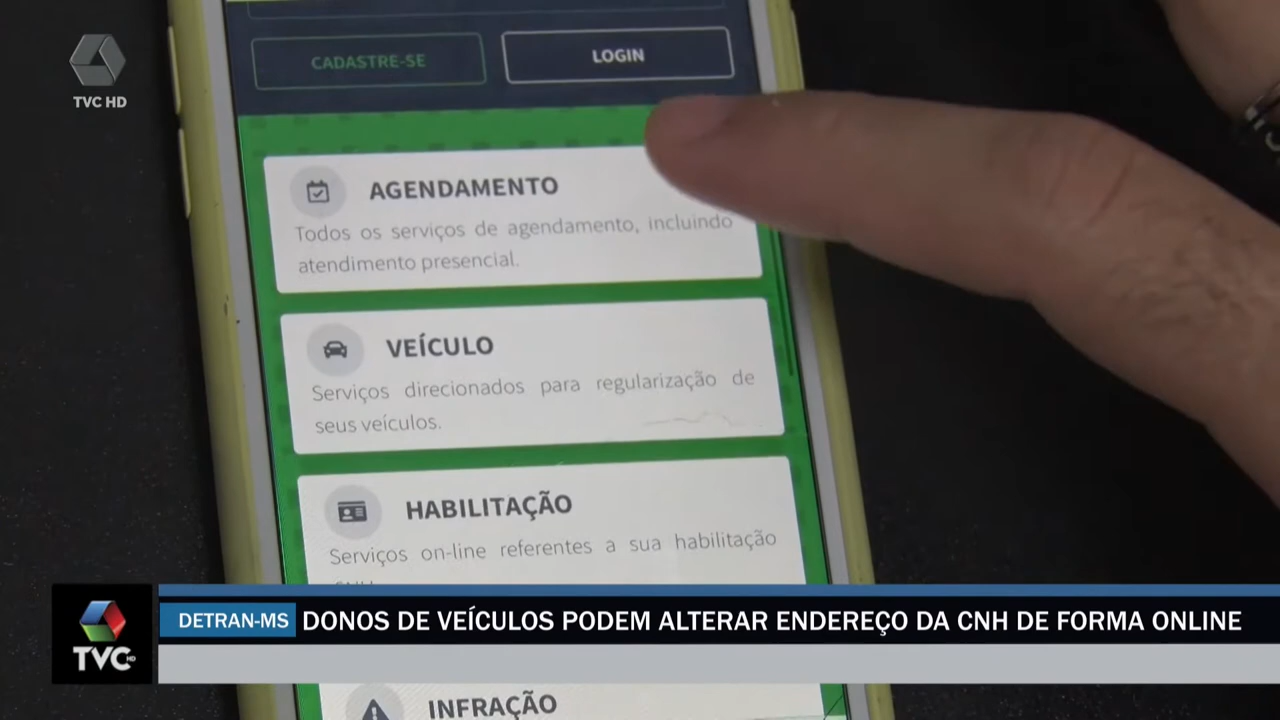 TVC HD
CADASTRE-SE
LOGIN
AGENDAMENTO
Todos os serviços de agendamento, incluindo
atendimento presencial.
VEÍCULO
Serviços direcionados para regularização de
seus veículos.
HABILITAÇÃO
Serviços on-line referentes a sua habilitação
DETRAN-MS DONOS DE VEÍCULOS PODEM ALTERAR ENDEREÇO DA CNH DE FORMA ONLINE
TVC HD
INFRAÇÃO